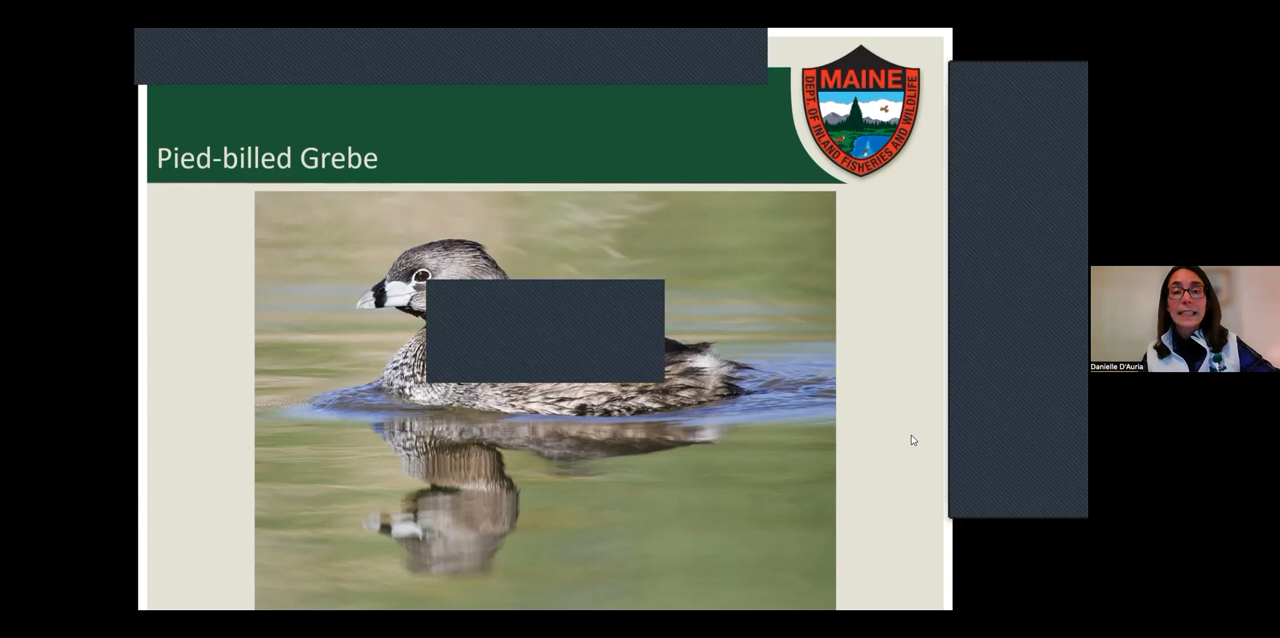 MAINE
DEPT. OF INLAND FISHERIES AND WILDLIFE
Pied-billed Grebe
Danielle D'Auria